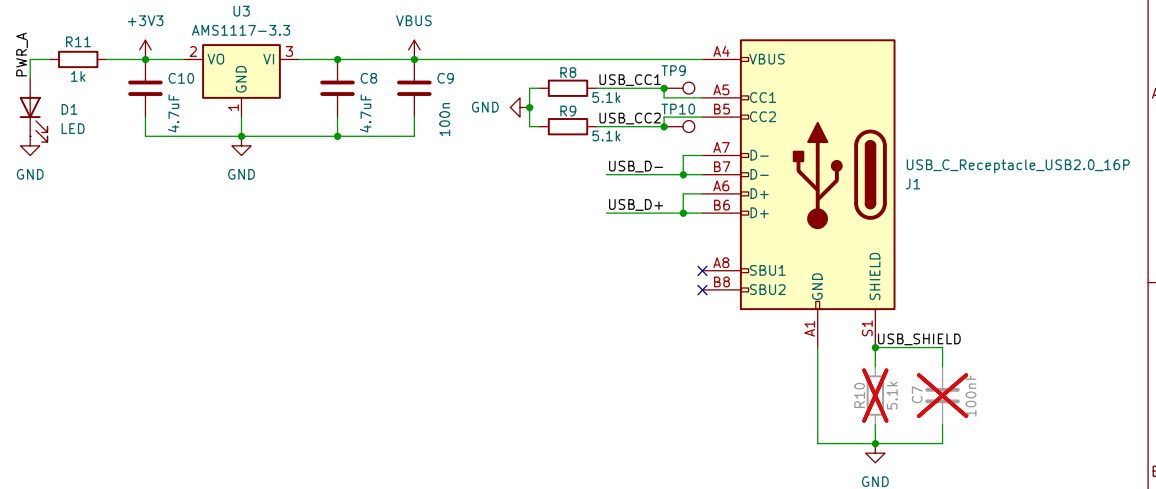 U3
AMS1117-3.3
+3V3
VBUS
PWR_A
R11
1k
2
VO
VI
3
GND
1
C10
4.7uF
C8
4.7uF
C9
100n
D1
LED
GND
GND
GND
R8
5.1k
USB_CC1
TP9
R9
5.1k
USB_CC2
TP10
USB_D-
USB_D+
A4
VBUS
A5
CC1
B5
CC2
A7
D-
B7
D-
A6
D+
B6
D+
A8
SBU1
B8
SBU2
GND
SHIELD
A1
S1
USB_C_Receptacle_USB2.0_16P
J1
USB_SHIELD
R10
5.1k
C7
100nF
GND
A
B